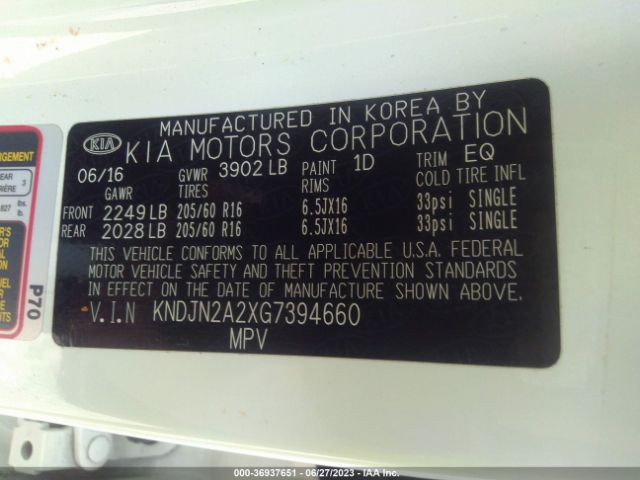 MANUFACTURED IN KOREA BY
KIA KIA MOTORS CORPORATION
06/16 GVWR 3902 LB PAINT 1D TRIM EQ
GAWR TIRES RIMS COLD TIRE INFL
FRONT 2249 LB 205/60 R16 6.5JX16 33psi SINGLE
REAR 2028 LB 205/60 R16 6.5JX16 33psi SINGLE
THIS VEHICLE CONFORMS TO ALL APPLICABLE U.S.A. FEDERAL
MOTOR VEHICLE SAFETY AND THEFT PREVENTION STANDARDS
IN EFFECT ON THE DATE OF MANUFACTURE SHOWN ABOVE.
V.I.N KNDJN2A2XG7394660
MPV
P70
000-36937651 - 06/27/2023 - IAAI.com